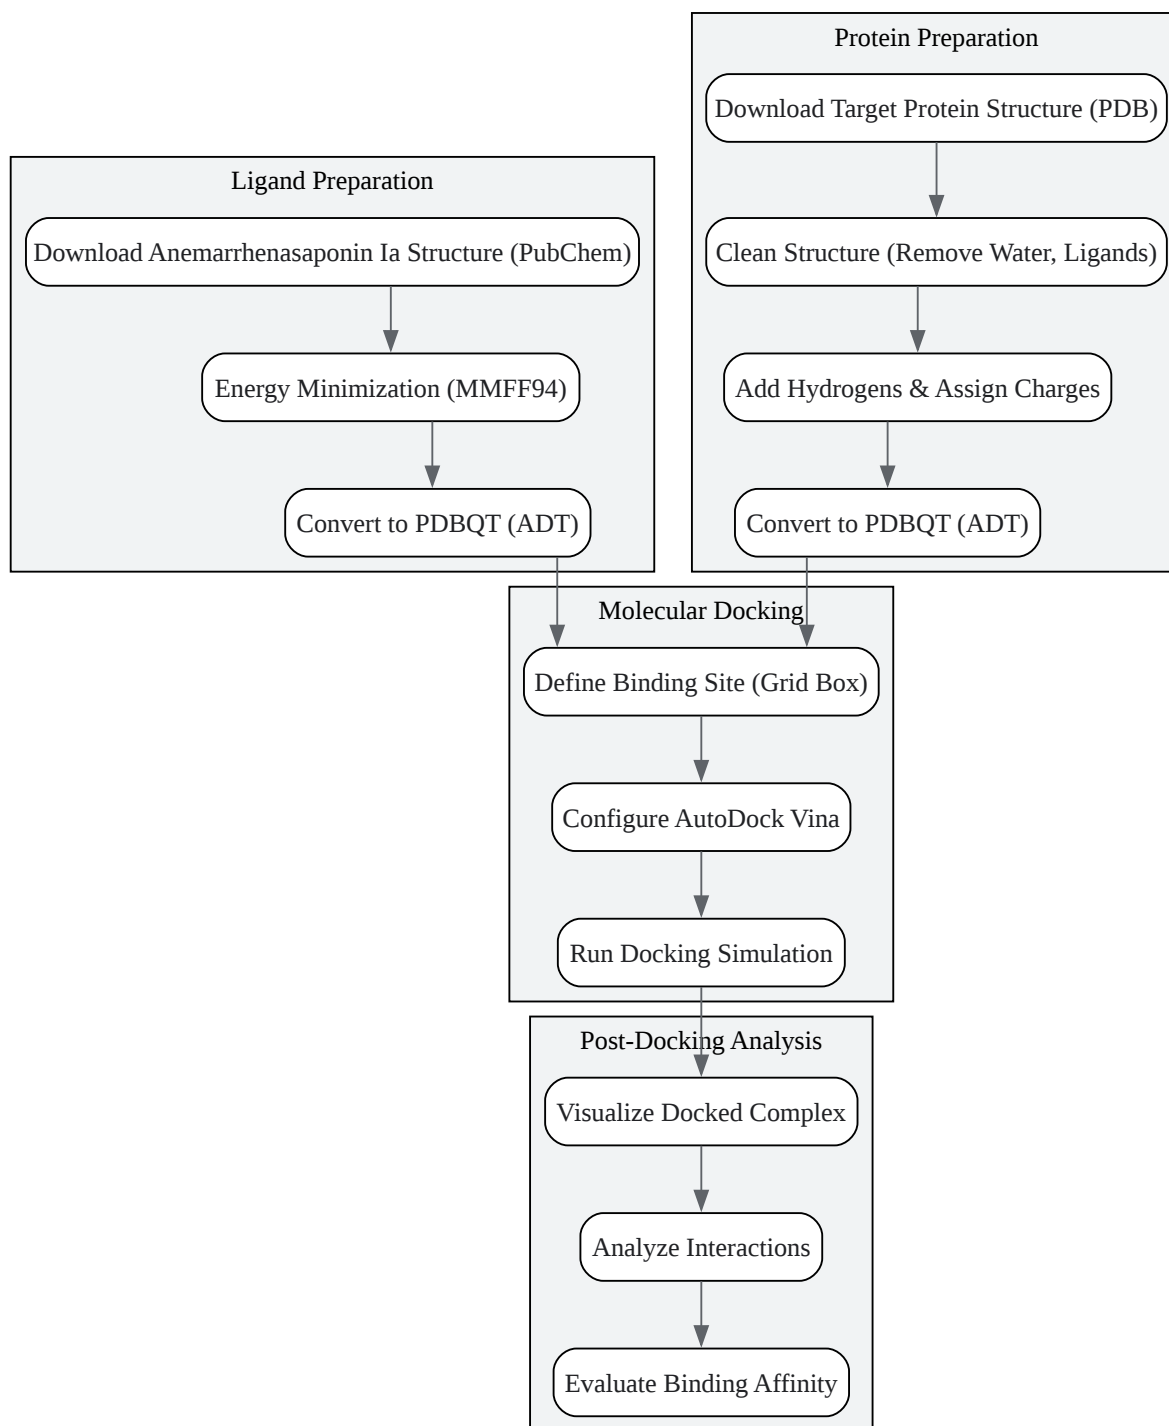 Protein Preparation
Download Target Protein Structure (PDB)
Clean Structure (Remove Water, Ligands)
Add Hydrogens & Assign Charges
Convert to PDBQT (ADT)
Ligand Preparation
Download Anemarrhenasaponin Ia Structure (PubChem)
Energy Minimization (MMFF94)
Convert to PDBQT (ADT)
Molecular Docking
Define Binding Site (Grid Box)
Configure AutoDock Vina
Run Docking Simulation
Post-Docking Analysis
Visualize Docked Complex
Analyze Interactions
Evaluate Binding Affinity